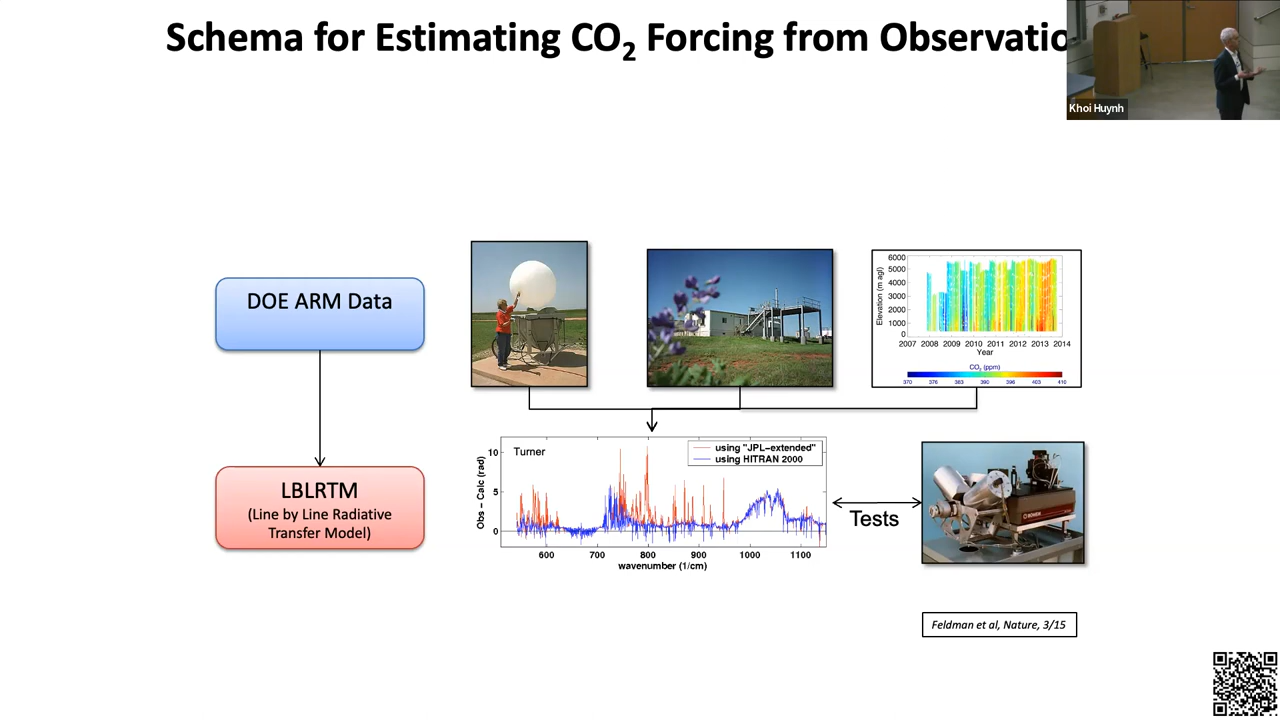 Schema for Estimating CO₂ Forcing from Observatio
Khoi Huynh
DOE ARM Data
6000
5000
4000
3000
2000
1000
0
Elevation (m agl)
2007 2008 2009 2010 2011 2012 2013 2014
Year
CO₂ (ppm)
370 376 383 390 396 403 410
LBLRTM
(Line by Line Radiative
Transfer Model)
Turner
using "JPL-extended"
using HITRAN 2000
10
5
0
Obs - Calc (rad)
600 700 800 900 1000 1100
wavenumber (1/cm)
Tests
Feldman et al, Nature, 3/15